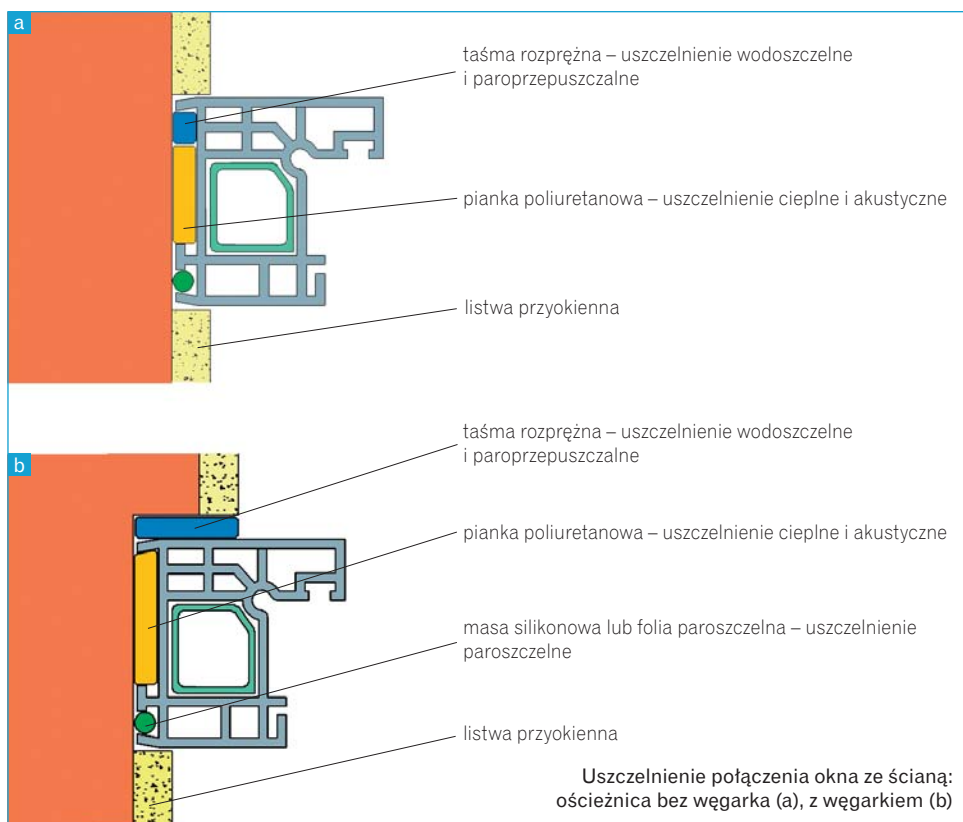 a
taśma rozprężna – uszczelnienie wodoszczelne
i paroprzepuszczalne
pianka poliuretanowa – uszczelnienie cieplne i akustyczne
listwa przyokienna
b
taśma rozprężna – uszczelnienie wodoszczelne
i paroprzepuszczalne
pianka poliuretanowa – uszczelnienie cieplne i akustyczne
masa silikonowa lub folia paroszczelna – uszczelnienie
paroszczelne
listwa przyokienna
Uszczelnienie połączenia okna ze ścianą:
ościeżnica bez węgarka (a), z węgarkiem (b)